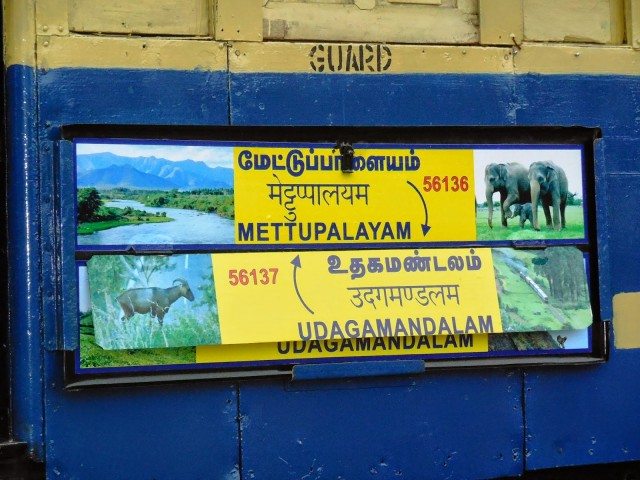 GUARD
மேட்டுப்பாளையம்
मेट्टुप्पालयम 56136
METTUPALAYAM
56137 உதகமண்டலம்
उदगमण्डलम
UDAGAMANDALAM
UDAGAMANDALAM